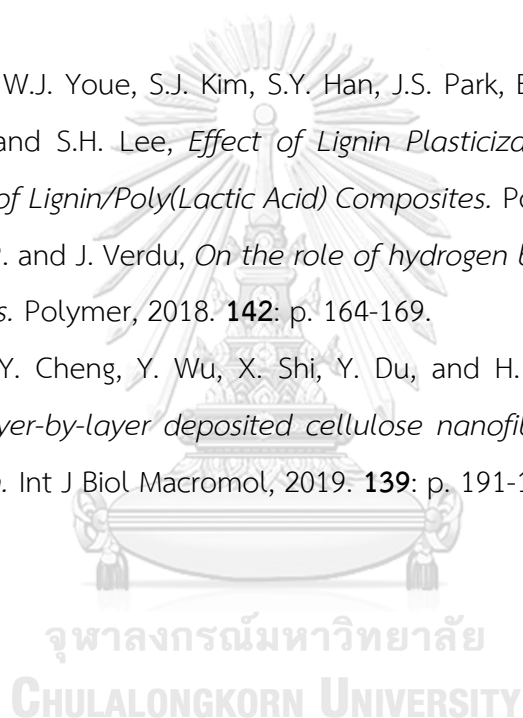 W.J. Youe, S.J. Kim, S.Y. Han, J.S. Park, E
and S.H. Lee, Effect of Lignin Plasticiza
of Lignin/Poly(Lactic Acid) Composites. Po
. and J. Verdu, On the role of hydrogen b
s. Polymer, 2018. 142: p. 164-169.
Y. Cheng, Y. Wu, X. Shi, Y. Du, and H.
yer-by-layer deposited cellulose nanofil
. Int J Biol Macromol, 2019. 139: p. 191-1
จุฬาลงกรณ์มหาวิทยาลัย
CHULALONGKORN UNIVERSITY